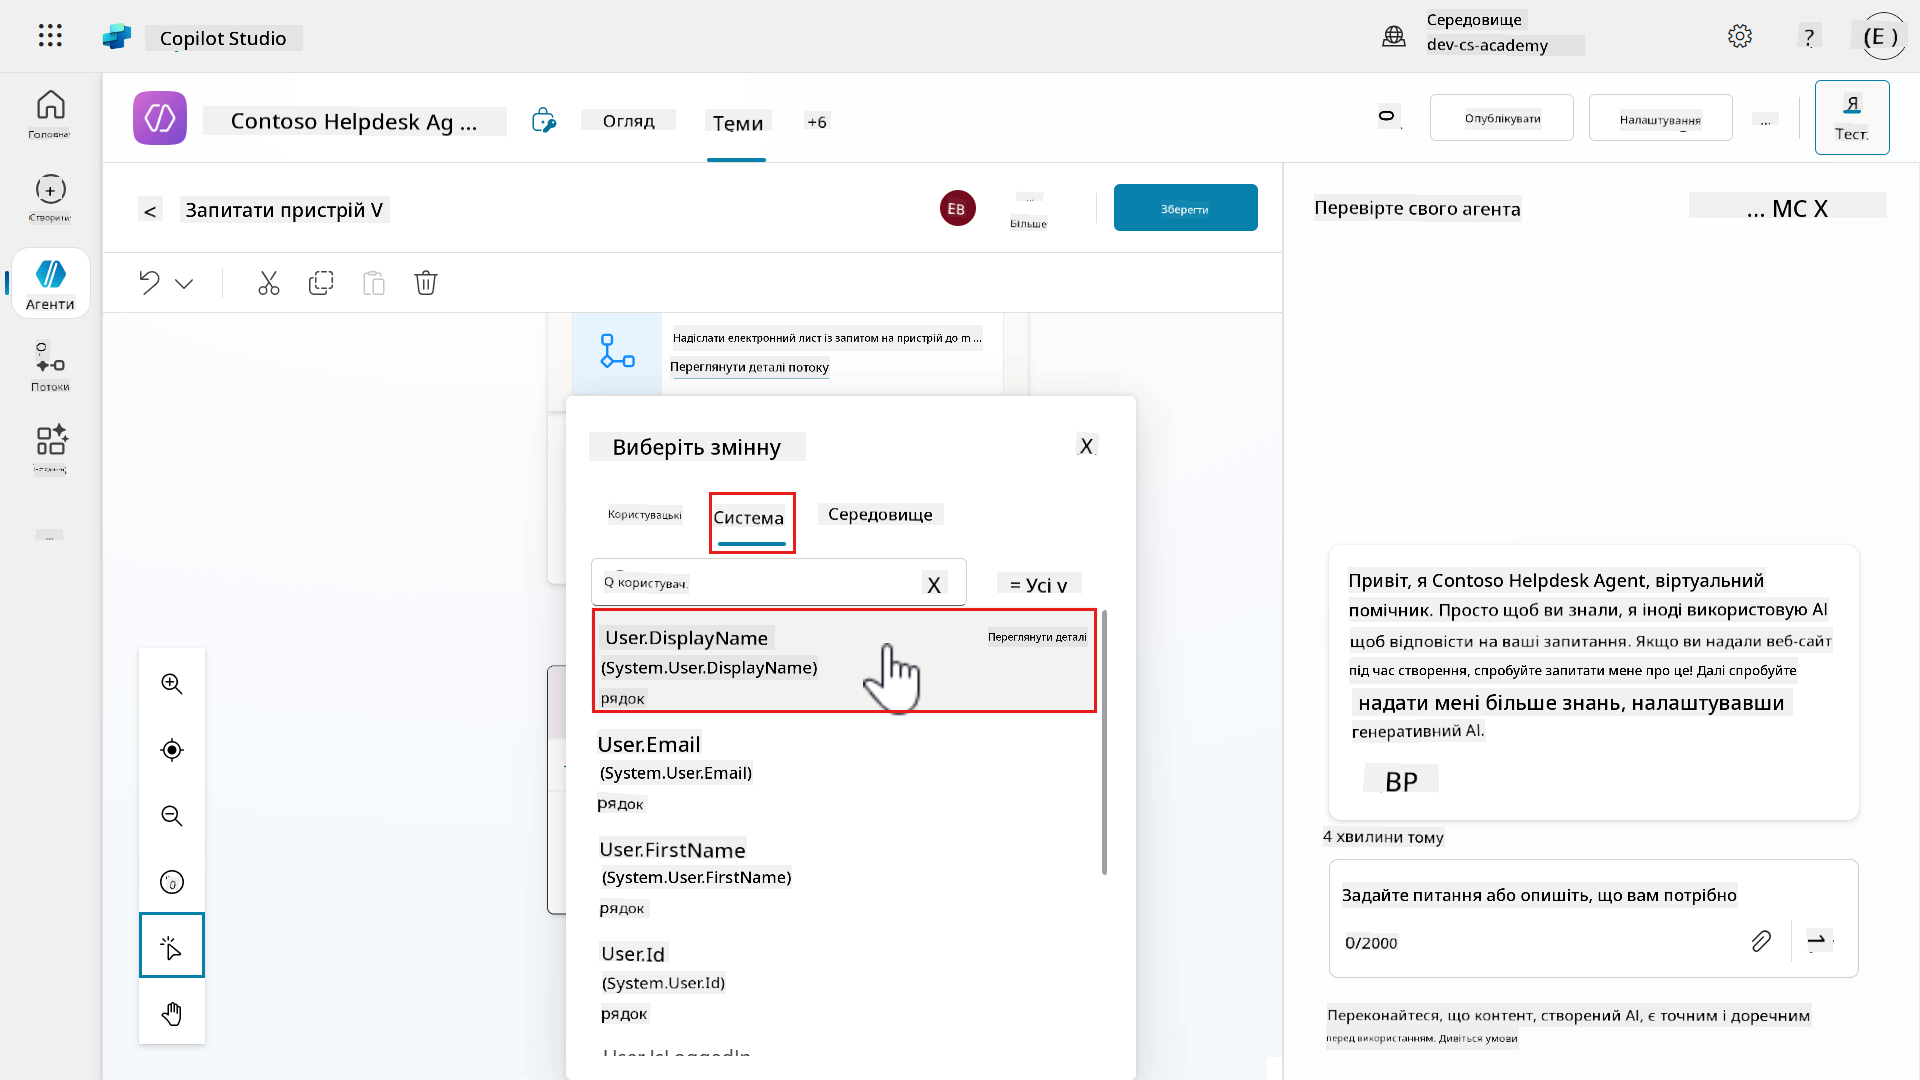 Copilot Studio
Середовище
dev-cs-academy
?
(E )
Головна
Contoso Helpdesk Ag ...
Огляд
Теми
+6
Опублікувати
Налаштування
...
Я
Тест
Створити
<
Запитати пристрій V
EB
...
Більше
Зберегти
Перевірте свого агента
... MC X
Агенти
Потоки
Надіслати електронний лист із запитом на пристрій до m ...
Переглянути деталі потоку
Виберіть змінну
X
Користувацькі
Система
Середовище
Q користувач.
X
= Усі v
User.DisplayName
Переглянути деталі
(System.User.DisplayName)
рядок
User.Email
(System.User.Email)
рядок
User.FirstName
(System.User.FirstName)
рядок
User.Id
(System.User.Id)
рядок
User.IsLoggedIn
Привіт, я Contoso Helpdesk Agent, віртуальний
помічник. Просто щоб ви знали, я іноді використовую AI
щоб відповісти на ваші запитання. Якщо ви надали веб-сайт
під час створення, спробуйте запитати мене про це! Далі спробуйте
надати мені більше знань, налаштувавши
генеративний AI.
ВР
4 хвилини тому
Задайте питання або опишіть, що вам потрібно
0/2000
Переконайтеся, що контент, створений AI, є точним і доречним
перед використанням. Дивіться умови